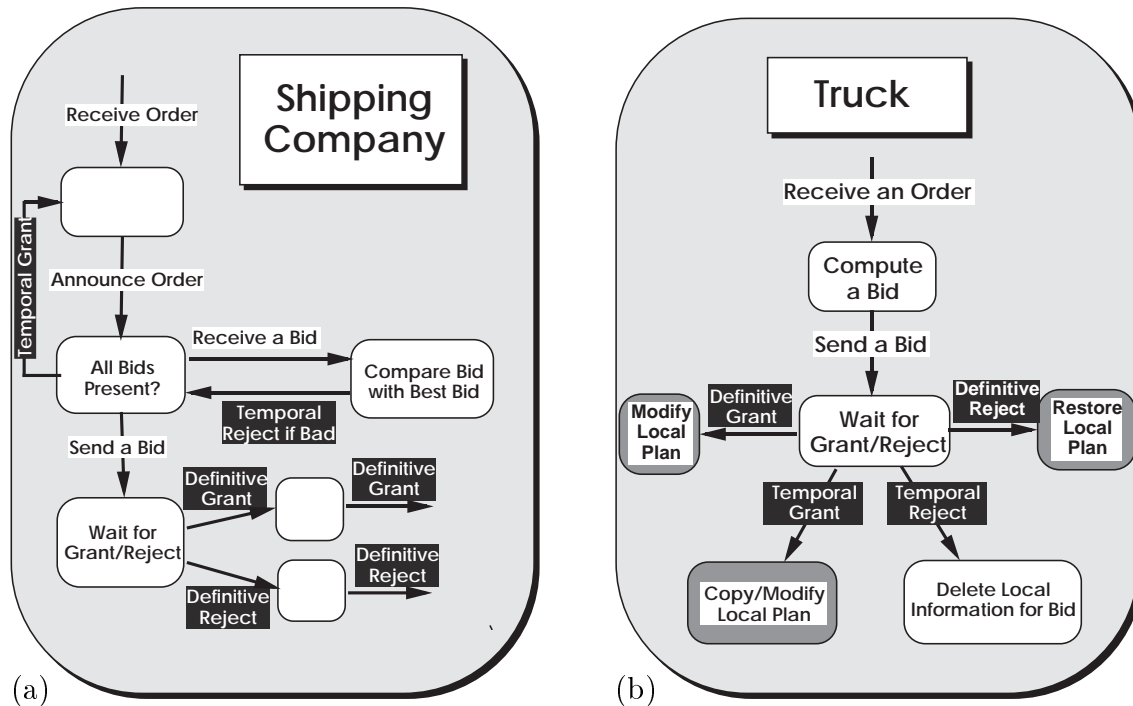 Shipping
Company
Receive Order
Temporal Grant
Announce Order
All Bids
Present?
Receive a Bid
Compare Bid
with Best Bid
Temporal
Reject if Bad
Send a Bid
Wait for
Grant/Reject
Definitive
Grant
Definitive
Grant
Definitive
Reject
Definitive
Reject
(a)
Truck
Receive an Order
Compute
a Bid
Send a Bid
Wait for
Grant/Reject
Definitive
Grant
Modify
Local
Plan
Definitive
Reject
Restore
Local
Plan
Temporal
Grant
Temporal
Reject
Copy/Modify
Local Plan
Delete Local
Information for Bid
(b)